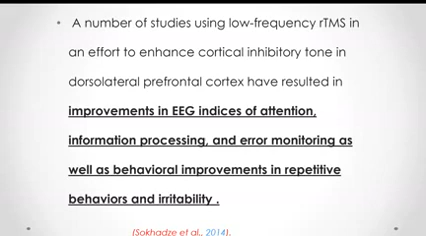 • A number of studies using low-frequency rTMS in
an effort to enhance cortical inhibitory tone in
dorsolateral prefrontal cortex have resulted in
improvements in EEG indices of attention,
information processing, and error monitoring as
well as behavioral improvements in repetitive
behaviors and irritability .
(Sokhadze et al., 2014).